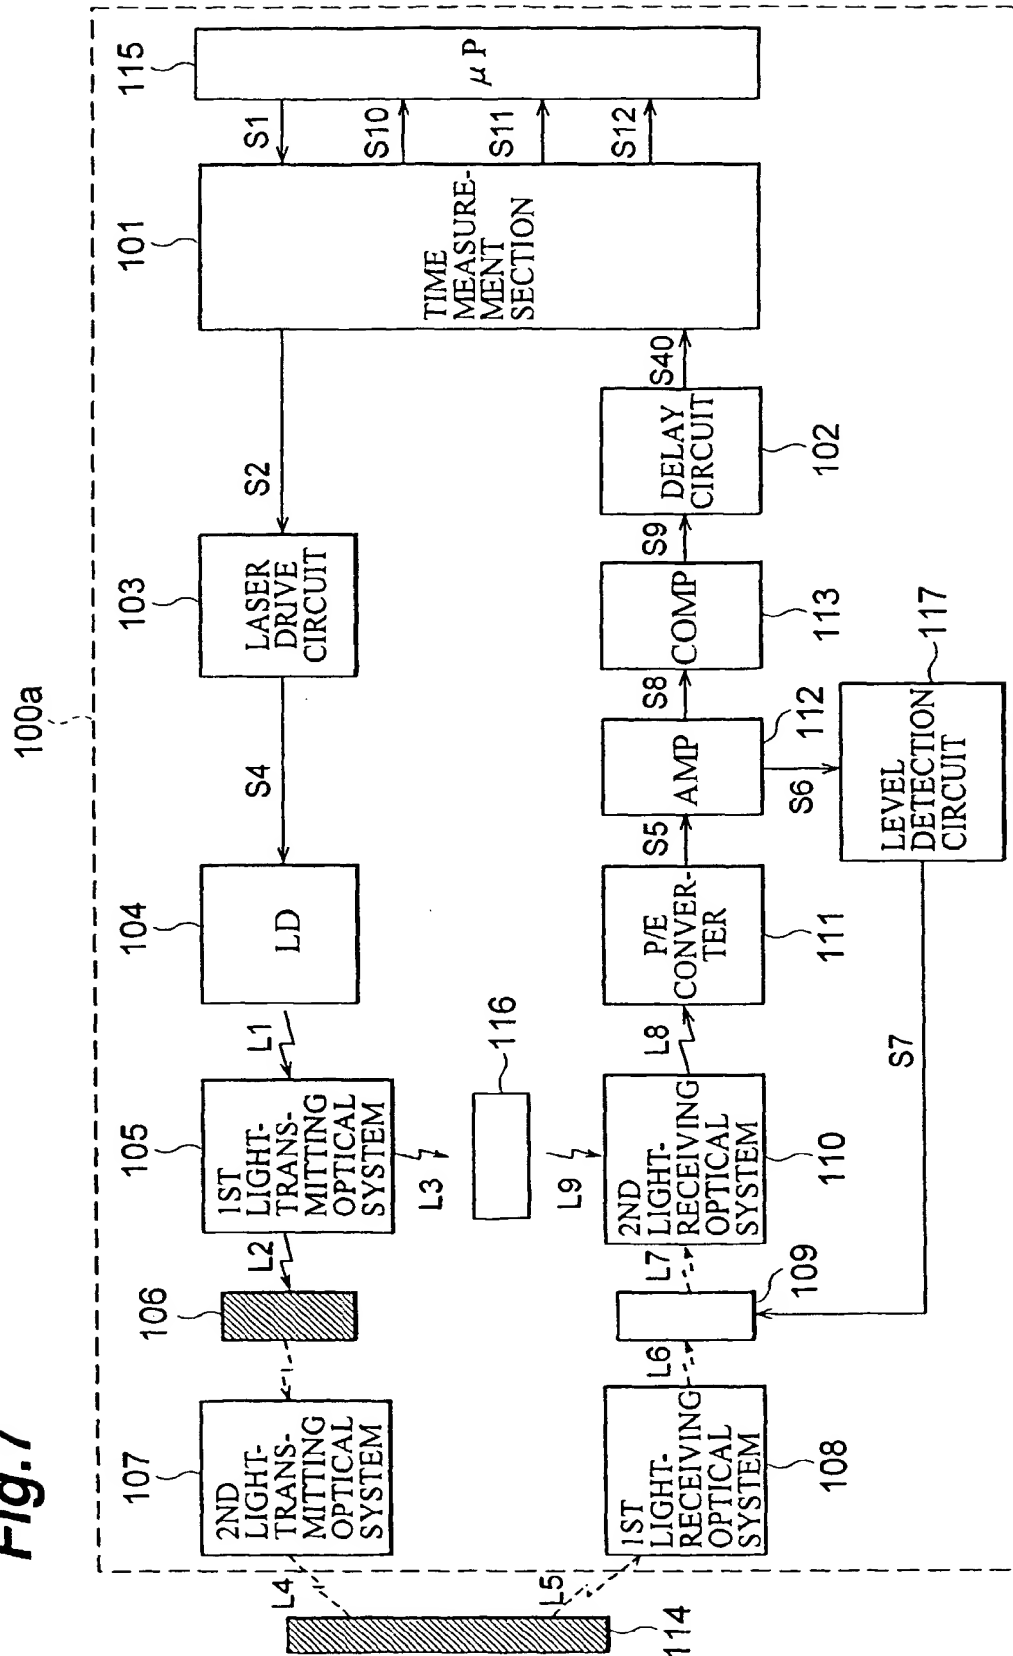 Fig.7
100a
115
μ P
S1
S10
S11
S12
101
TIME
MEASURE-
MENT
SECTION
S2
S40
103
LASER
DRIVE
CIRCUIT
DELAY
CIRCUIT
102
S9
S4
COMP
113
S8
117
104
LD
AMP
112
S6
LEVEL
DETECTION
CIRCUIT
S5
L1
P/E
CONVER-
TER
111
116
L8
S7
105
1ST
LIGHT-
TRANS-
MITTING
OPTICAL
SYSTEM
L3
L9
2ND
LIGHT-
RECEIVING
OPTICAL
SYSTEM
110
L2
L7
106
109
L6
107
2ND
LIGHT-
TRANS-
MITTING
OPTICAL
SYSTEM
1ST
LIGHT-
RECEIVING
OPTICAL
SYSTEM
108
L4
L5
114